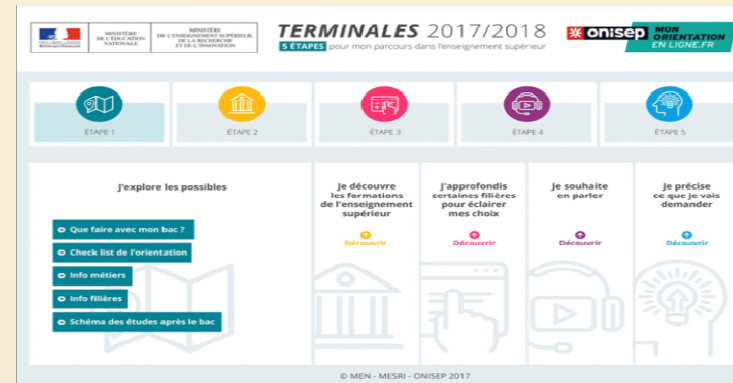 MINISTÈRE
DE L'ÉDUCATION
NATIONALE
MINISTÈRE
DE L'ENSEIGNEMENT SUPÉRIEUR,
DE LA RECHERCHE
ET DE L'INNOVATION
TERMINALES 2017/2018
5 ÉTAPES pour mon parcours dans l'enseignement supérieur
onisep
MON
ORIENTATION
EN LIGNE.FR
ÉTAPE 1
ÉTAPE 2
ÉTAPE 3
ÉTAPE 4
ÉTAPE 5
J'explore les possibles
Que faire avec mon bac ?
Check list de l'orientation
Info métiers
Info filières
Schéma des études après le bac
Je découvre
les formations
de l'enseignement
supérieur
Découvrir
J'approfondis
certaines filières
pour éclairer
mes choix
Découvrir
Je souhaite
en parler
Découvrir
Je précise
ce que je vais
demander
Découvrir
© MEN - MESRI - ONISEP 2017